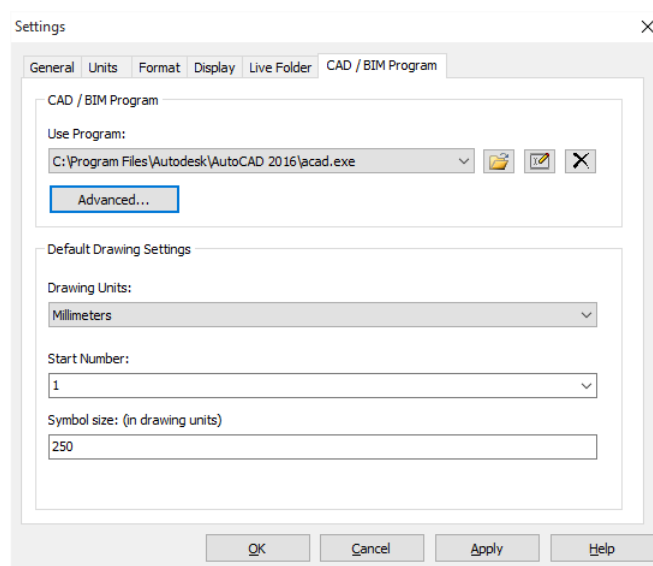 Settings
General Units Format Display Live Folder CAD / BIM Program
CAD / BIM Program
Use Program:
C:\Program Files\Autodesk\AutoCAD 2016\acad.exe
Advanced...
Default Drawing Settings
Drawing Units:
Millimeters
Start Number:
1
Symbol size: (in drawing units)
250
OK Cancel Apply Help